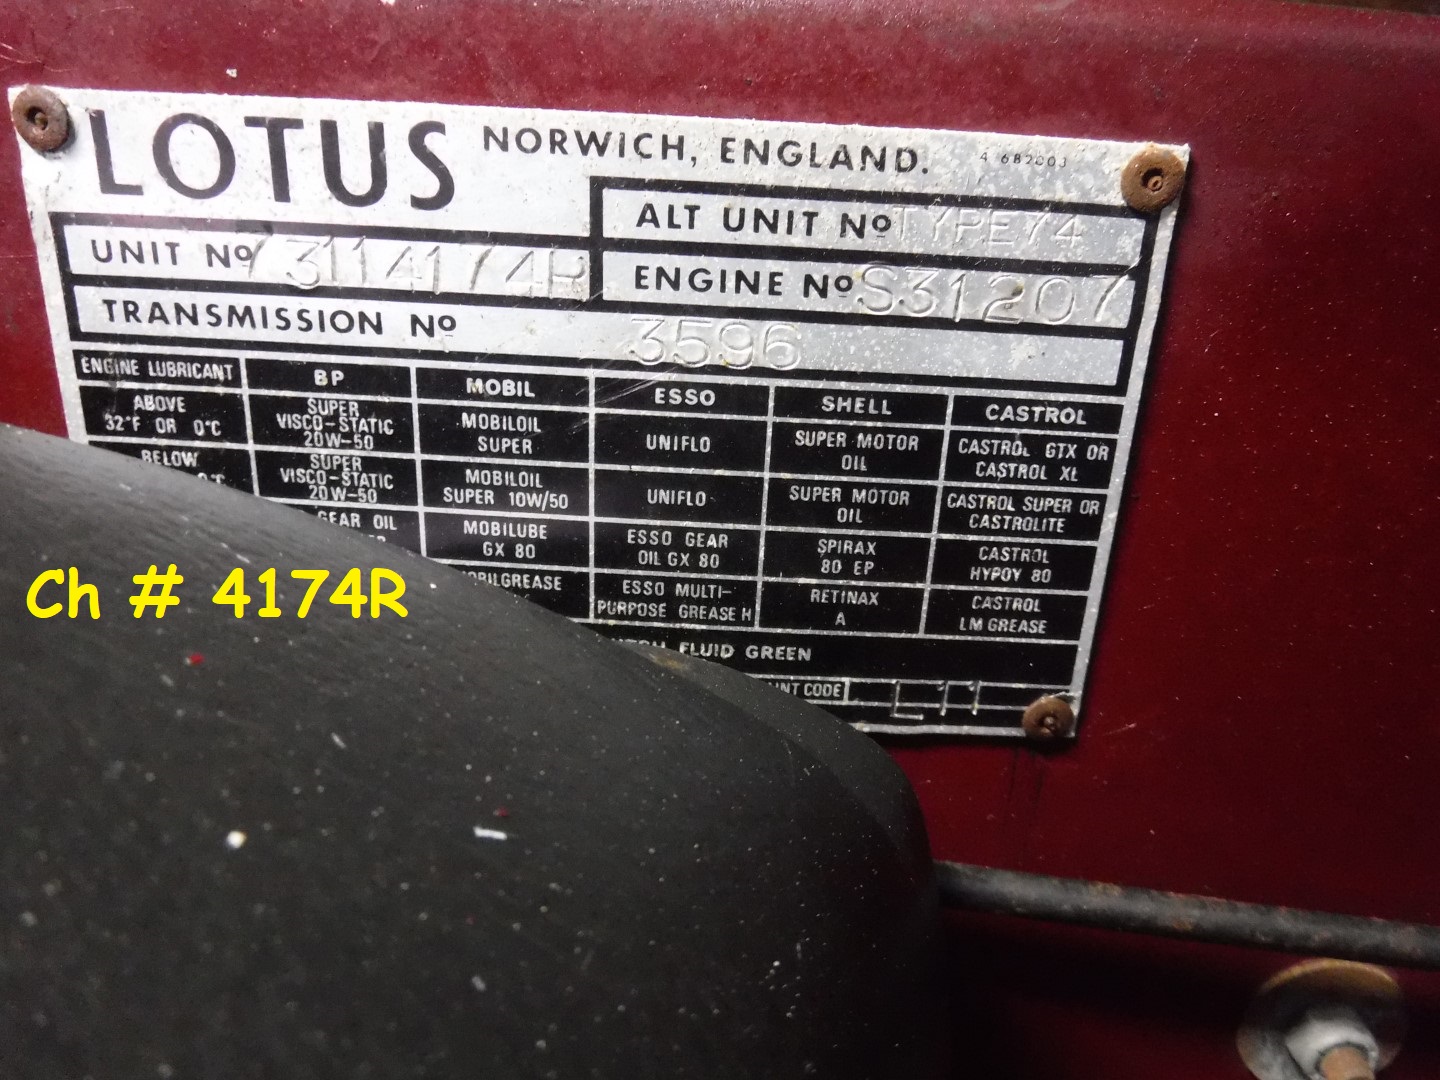 LOTUS NORWICH, ENGLAND.
ALT UNIT Nº TYPE74
UNIT Nº 73114174R
ENGINE Nº S31207
TRANSMISSION Nº 3596
ENGINE LUBRICANT BP MOBIL ESSO SHELL CASTROL
ABOVE 32°F OR 0°C SUPER VISCO-STATIC 20W-50 MOBILOIL SUPER UNIFLO SUPER MOTOR OIL CASTROL GTX OR CASTROL XL
BELOW SUPER VISCO-STATIC 20W-50 MOBILOIL SUPER 10W/50 UNIFLO SUPER MOTOR OIL CASTROL SUPER OR CASTROLITE
GEAR OIL MOBILUBE GX 80 ESSO GEAR OIL GX 80 SPIRAX 80 EP CASTROL HYPOY 80
ESSO MULTI-PURPOSE GREASE H RETINAX A CASTROL LM GREASE
FLUID GREEN
CODE
Ch # 4174R